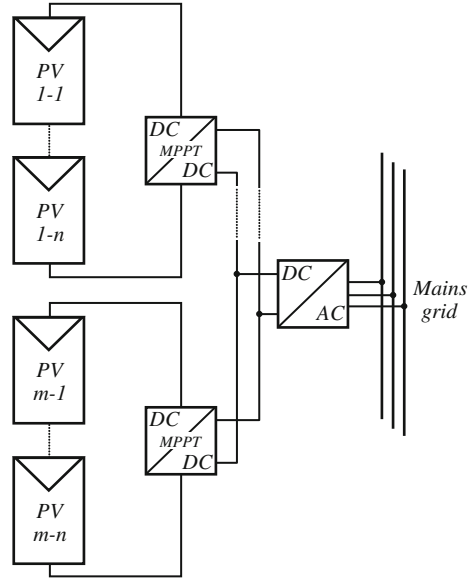 PV
1-1
DC
MPPT
DC
PV
1-n
DC
AC
Mains
grid
PV
m-1
DC
MPPT
DC
PV
m-n